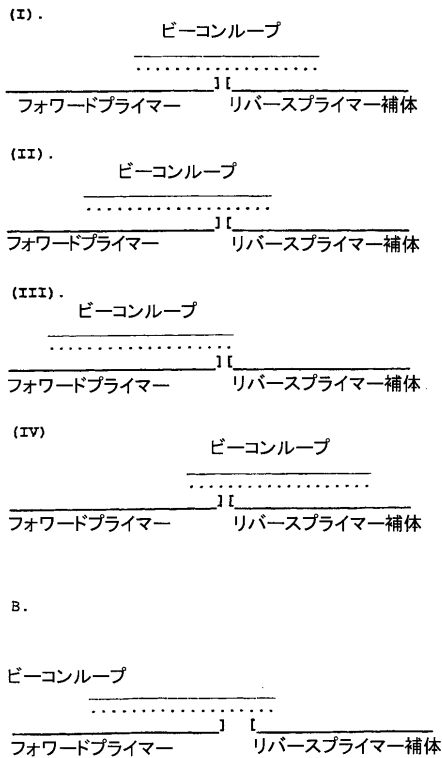 (I).
ビーコンループ
] [
フォワードプライマー リバースプライマー補体
(II).
ビーコンループ
] [
フォワードプライマー リバースプライマー補体
(III).
ビーコンループ
] [
フォワードプライマー リバースプライマー補体
(IV)
ビーコンループ
] [
フォワードプライマー リバースプライマー補体
B.
ビーコンループ
] [
フォワードプライマー リバースプライマー補体